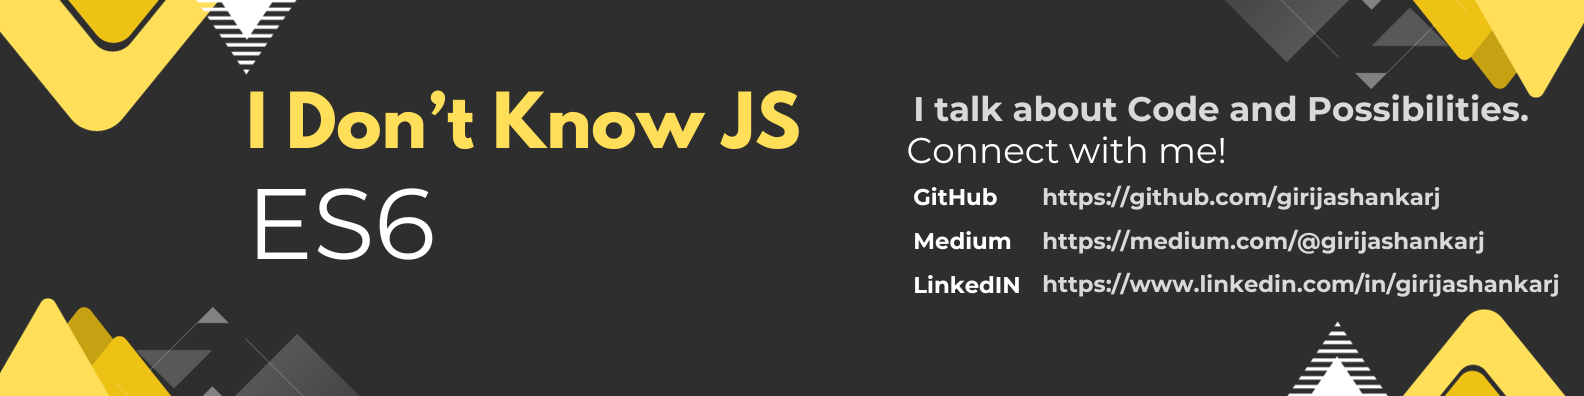 I Don’t Know JS
ES6
I talk about Code and Possibilities.
Connect with me!
GitHub https://github.com/girijashankarj
Medium https://medium.com/@girijashankarj
LinkedIN https://www.linkedin.com/in/girijashankarj